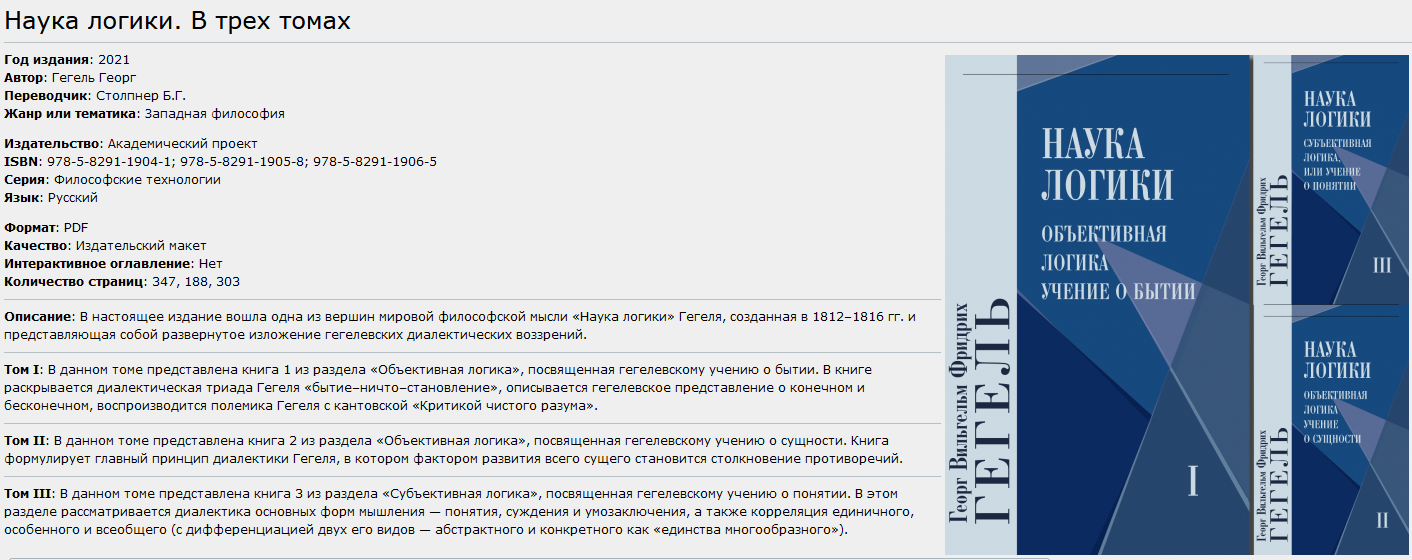 Наука логики. В трех томах
Год издания: 2021
Автор: Гегель Георг
Переводчик: Столпнер Б.Г.
Жанр или тематика: Западная философия
Издательство: Академический проект
ISBN: 978-5-8291-1904-1; 978-5-8291-1905-8; 978-5-8291-1906-5
Серия: Философские технологии
Язык: Русский
Формат: PDF
Качество: Издательский макет
Интерактивное оглавление: Нет
Количество страниц: 347, 188, 303
Описание: В настоящее издание вошла одна из вершин мировой философской мысли «Наука логики» Гегеля, созданная в 1812–1816 гг. и
представляющая собой развернутое изложение гегелевских диалектических воззрений.
Том I: В данном томе представлена книга 1 из раздела «Объективная логика», посвященная гегелевскому учению о бытии. В книге
раскрывается диалектическая триада Гегеля «бытие–ничто–становление», описывается гегелевское представление о конечном и
бесконечном, воспроизводится полемика Гегеля с кантовской «Критикой чистого разума».
Том II: В данном томе представлена книга 2 из раздела «Объективная логика», посвященная гегелевскому учению о сущности. Книга
формулирует главный принцип диалектики Гегеля, в котором фактором развития всего сущего становится столкновение противоречий.
Том III: В данном томе представлена книга 3 из раздела «Субъективная логика», посвященная гегелевскому учению о понятии. В этом
разделе рассматривается диалектика основных форм мышления — понятия, суждения и умозаключения, а также корреляция единичного,
особенного и всеобщего (с дифференциацией двух его видов — абстрактного и конкретного как «единства многообразного»).
НАУКА
ЛОГИКИ
ОБЪЕКТИВНАЯ
ЛОГИКА
УЧЕНИЕ О БЫТИИ
I
Георг Вильгельм Фридрих
ГЕГЕЛЬ
НАУКА
ЛОГИКИ
СУБЪЕКТИВНАЯ
ЛОГИКА,
ИЛИ УЧЕНИЕ
О ПОНЯТИИ
III
Георг Вильгельм Фридрих
ГЕГЕЛЬ
НАУКА
ЛОГИКИ
ОБЪЕКТИВНАЯ
ЛОГИКА
УЧЕНИЕ
О СУЩНОСТИ
II
Георг Вильгельм Фридрих
ГЕГЕЛЬ